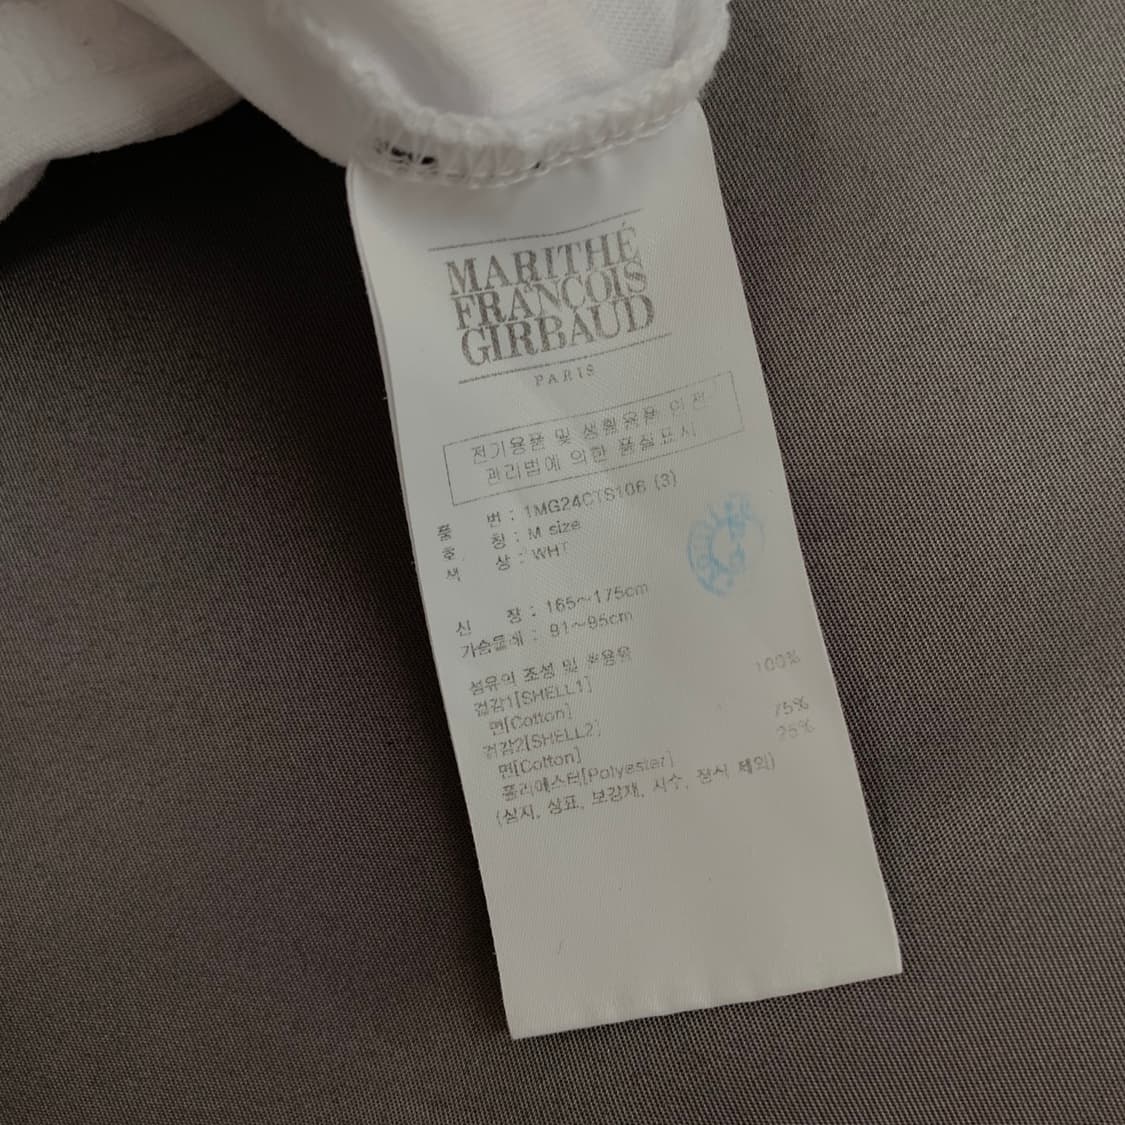 MARITHÉ
FRANÇOIS
GIRBAUD
PARIS
전기용품 및 생활용품 안전
관리법에 의한 품질표시
품 번 : 1MG24CTS106 (3)
호 칭 : M size
색 상 : WHT
신 장 : 165~175cm
가슴둘레 : 91~95cm
섬유의 조성 및 혼용율
겉감1[SHELL1]
면[Cotton] 100%
겉감2[SHELL2]
면[Cotton] 75%
폴리에스터[Polyester] 25%
(심지, 상표, 보강재, 자수, 장식 제외)